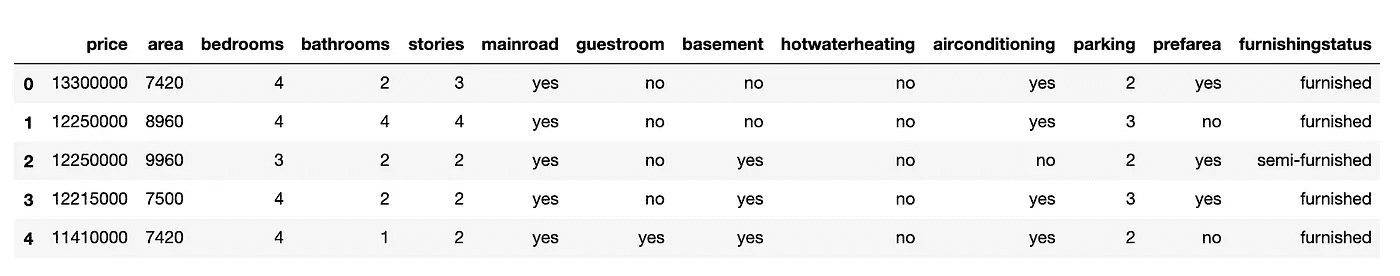 price area bedrooms bathrooms stories mainroad guestroom basement hotwaterheating airconditioning parking prefarea furnishingstatus
0 13300000 7420 4 2 3 yes no no no yes 2 yes furnished
1 12250000 8960 4 4 4 yes no no no yes 3 no furnished
2 12250000 9960 3 2 2 yes no yes no no 2 yes semi-furnished
3 12215000 7500 4 2 2 yes no yes no yes 3 yes furnished
4 11410000 7420 4 1 2 yes yes yes no yes 2 no furnished